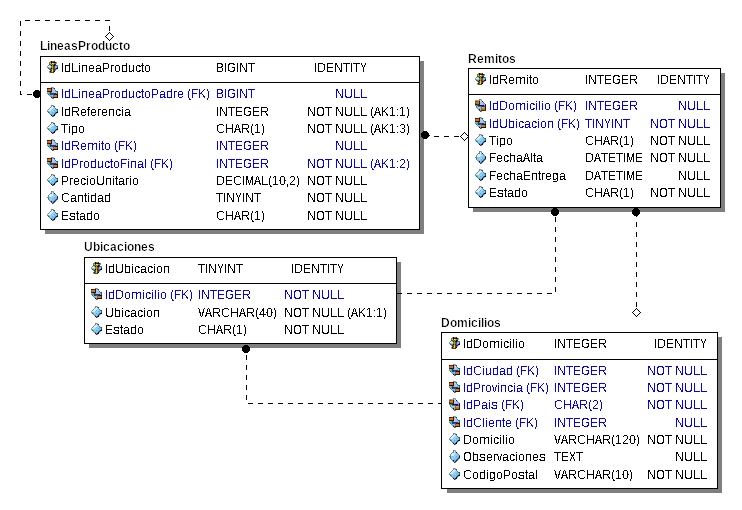 LineasProducto
IdLineaProducto BIGINT IDENTITY
IdLineaProductoPadre (FK) BIGINT NULL
IdReferencia INTEGER NOT NULL (AK1:1)
Tipo CHAR(1) NOT NULL (AK1:3)
IdRemito (FK) INTEGER NULL
IdProductoFinal (FK) INTEGER NOT NULL (AK1:2)
PrecioUnitario DECIMAL(10,2) NOT NULL
Cantidad TINYINT NOT NULL
Estado CHAR(1) NOT NULL
Remitos
IdRemito INTEGER IDENTITY
IdDomicilio (FK) INTEGER NULL
IdUbicacion (FK) TINYINT NOT NULL
Tipo CHAR(1) NOT NULL
FechaAlta DATETIME NOT NULL
FechaEntrega DATETIME NULL
Estado CHAR(1) NOT NULL
Ubicaciones
IdUbicacion TINYINT IDENTITY
IdDomicilio (FK) INTEGER NOT NULL
Ubicacion VARCHAR(40) NOT NULL (AK1:1)
Estado CHAR(1) NOT NULL
Domicilios
IdDomicilio INTEGER IDENTITY
IdCiudad (FK) INTEGER NOT NULL
IdProvincia (FK) INTEGER NOT NULL
IdPais (FK) CHAR(2) NOT NULL
IdCliente (FK) INTEGER NULL
Domicilio VARCHAR(120) NOT NULL
Observaciones TEXT NULL
CodigoPostal VARCHAR(10) NOT NULL